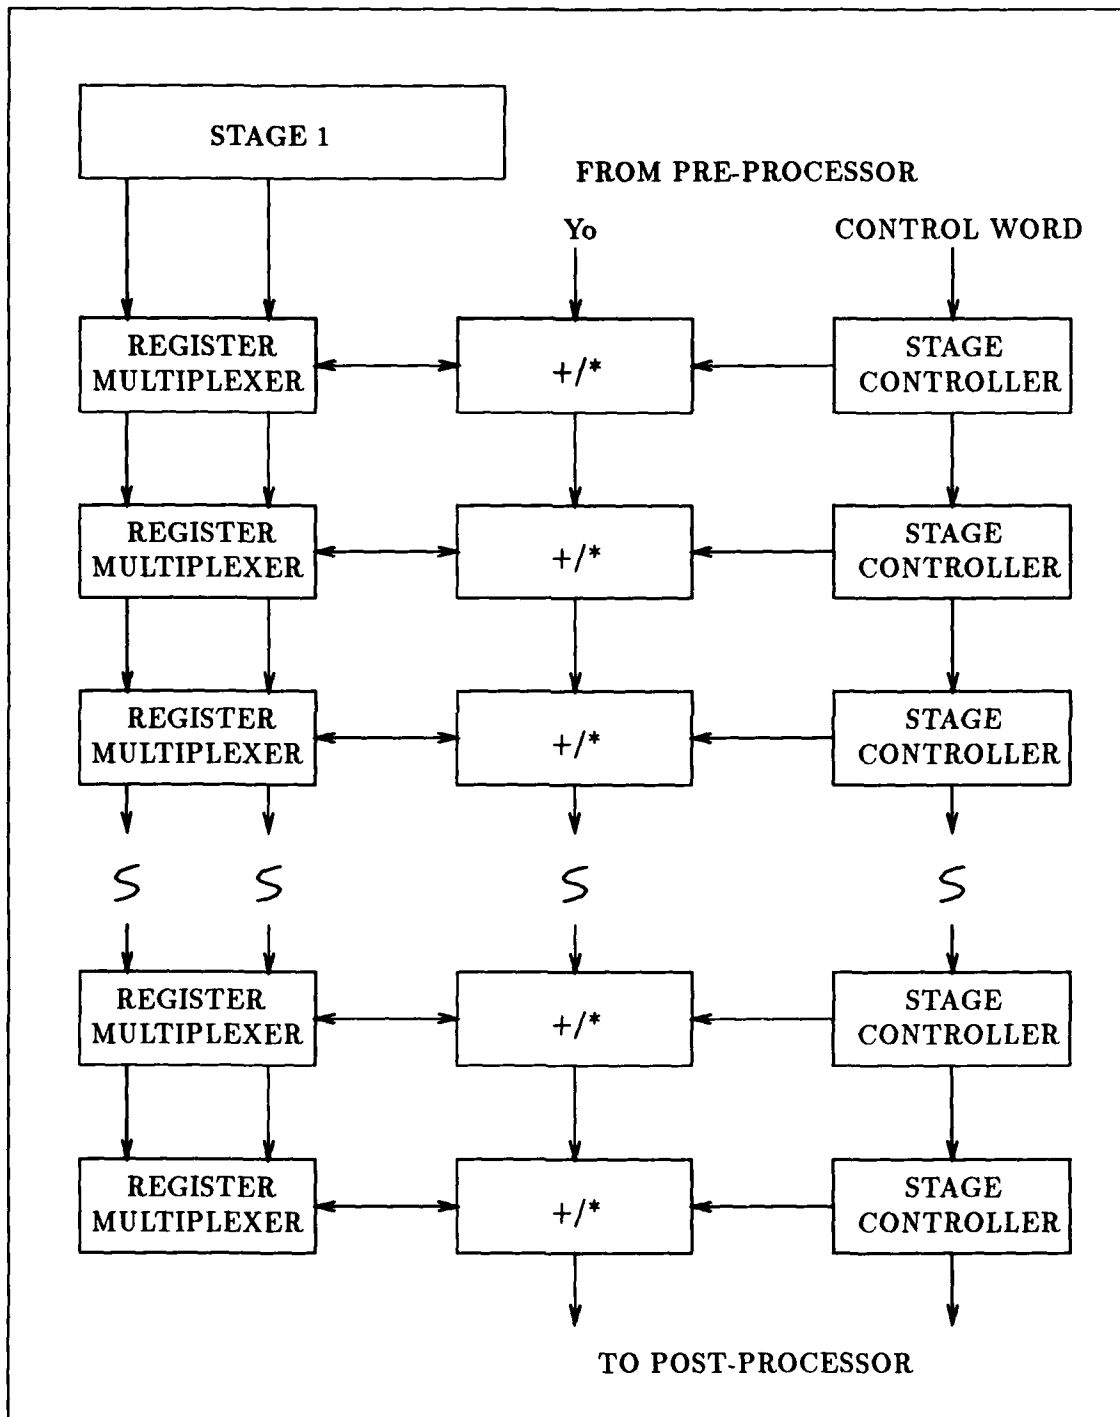 STAGE 1
FROM PRE-PROCESSOR
Yo
CONTROL WORD
REGISTER
MULTIPLEXER
+/*
STAGE
CONTROLLER
REGISTER
MULTIPLEXER
+/*
STAGE
CONTROLLER
REGISTER
MULTIPLEXER
+/*
STAGE
CONTROLLER
S S S S
REGISTER
MULTIPLEXER
+/*
STAGE
CONTROLLER
REGISTER
MULTIPLEXER
+/*
STAGE
CONTROLLER
TO POST-PROCESSOR